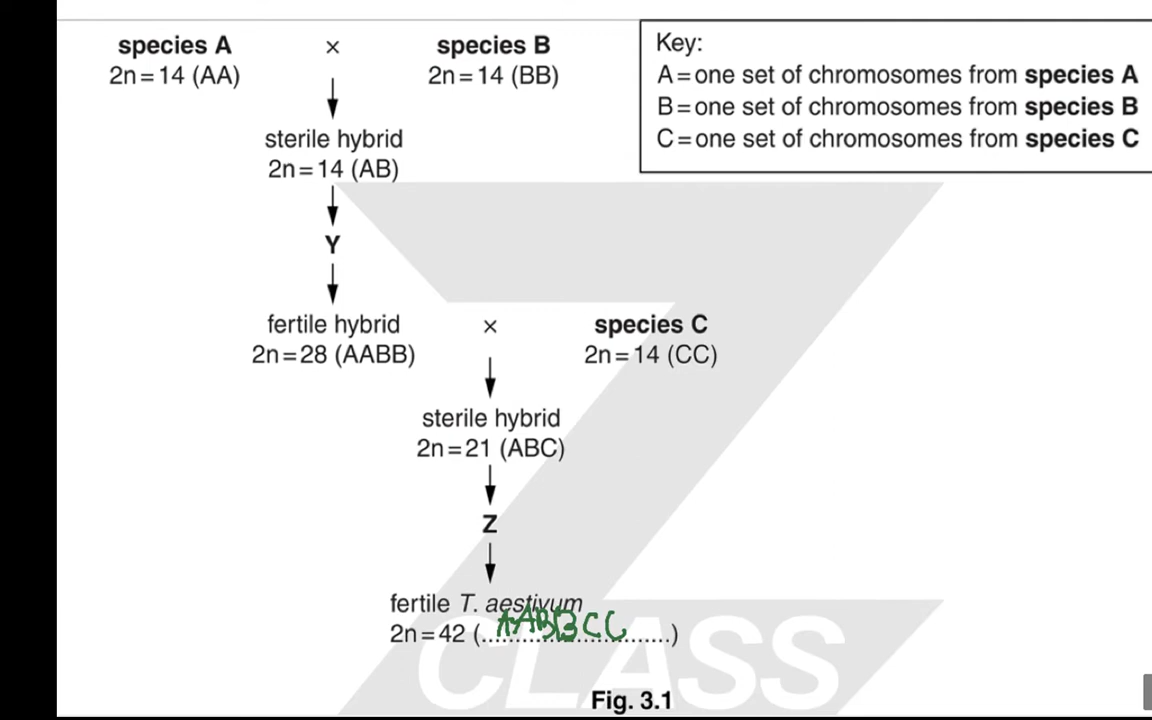 species A × species B
2n = 14 (AA) 2n = 14 (BB)
Key:
A = one set of chromosomes from species A
B = one set of chromosomes from species B
C = one set of chromosomes from species C
sterile hybrid
2n = 14 (AB)
Y
fertile hybrid × species C
2n = 28 (AABB) 2n = 14 (CC)
sterile hybrid
2n = 21 (ABC)
Z
fertile T. aestivum
2n = 42 (AABBCC)
CLASS
Fig. 3.1